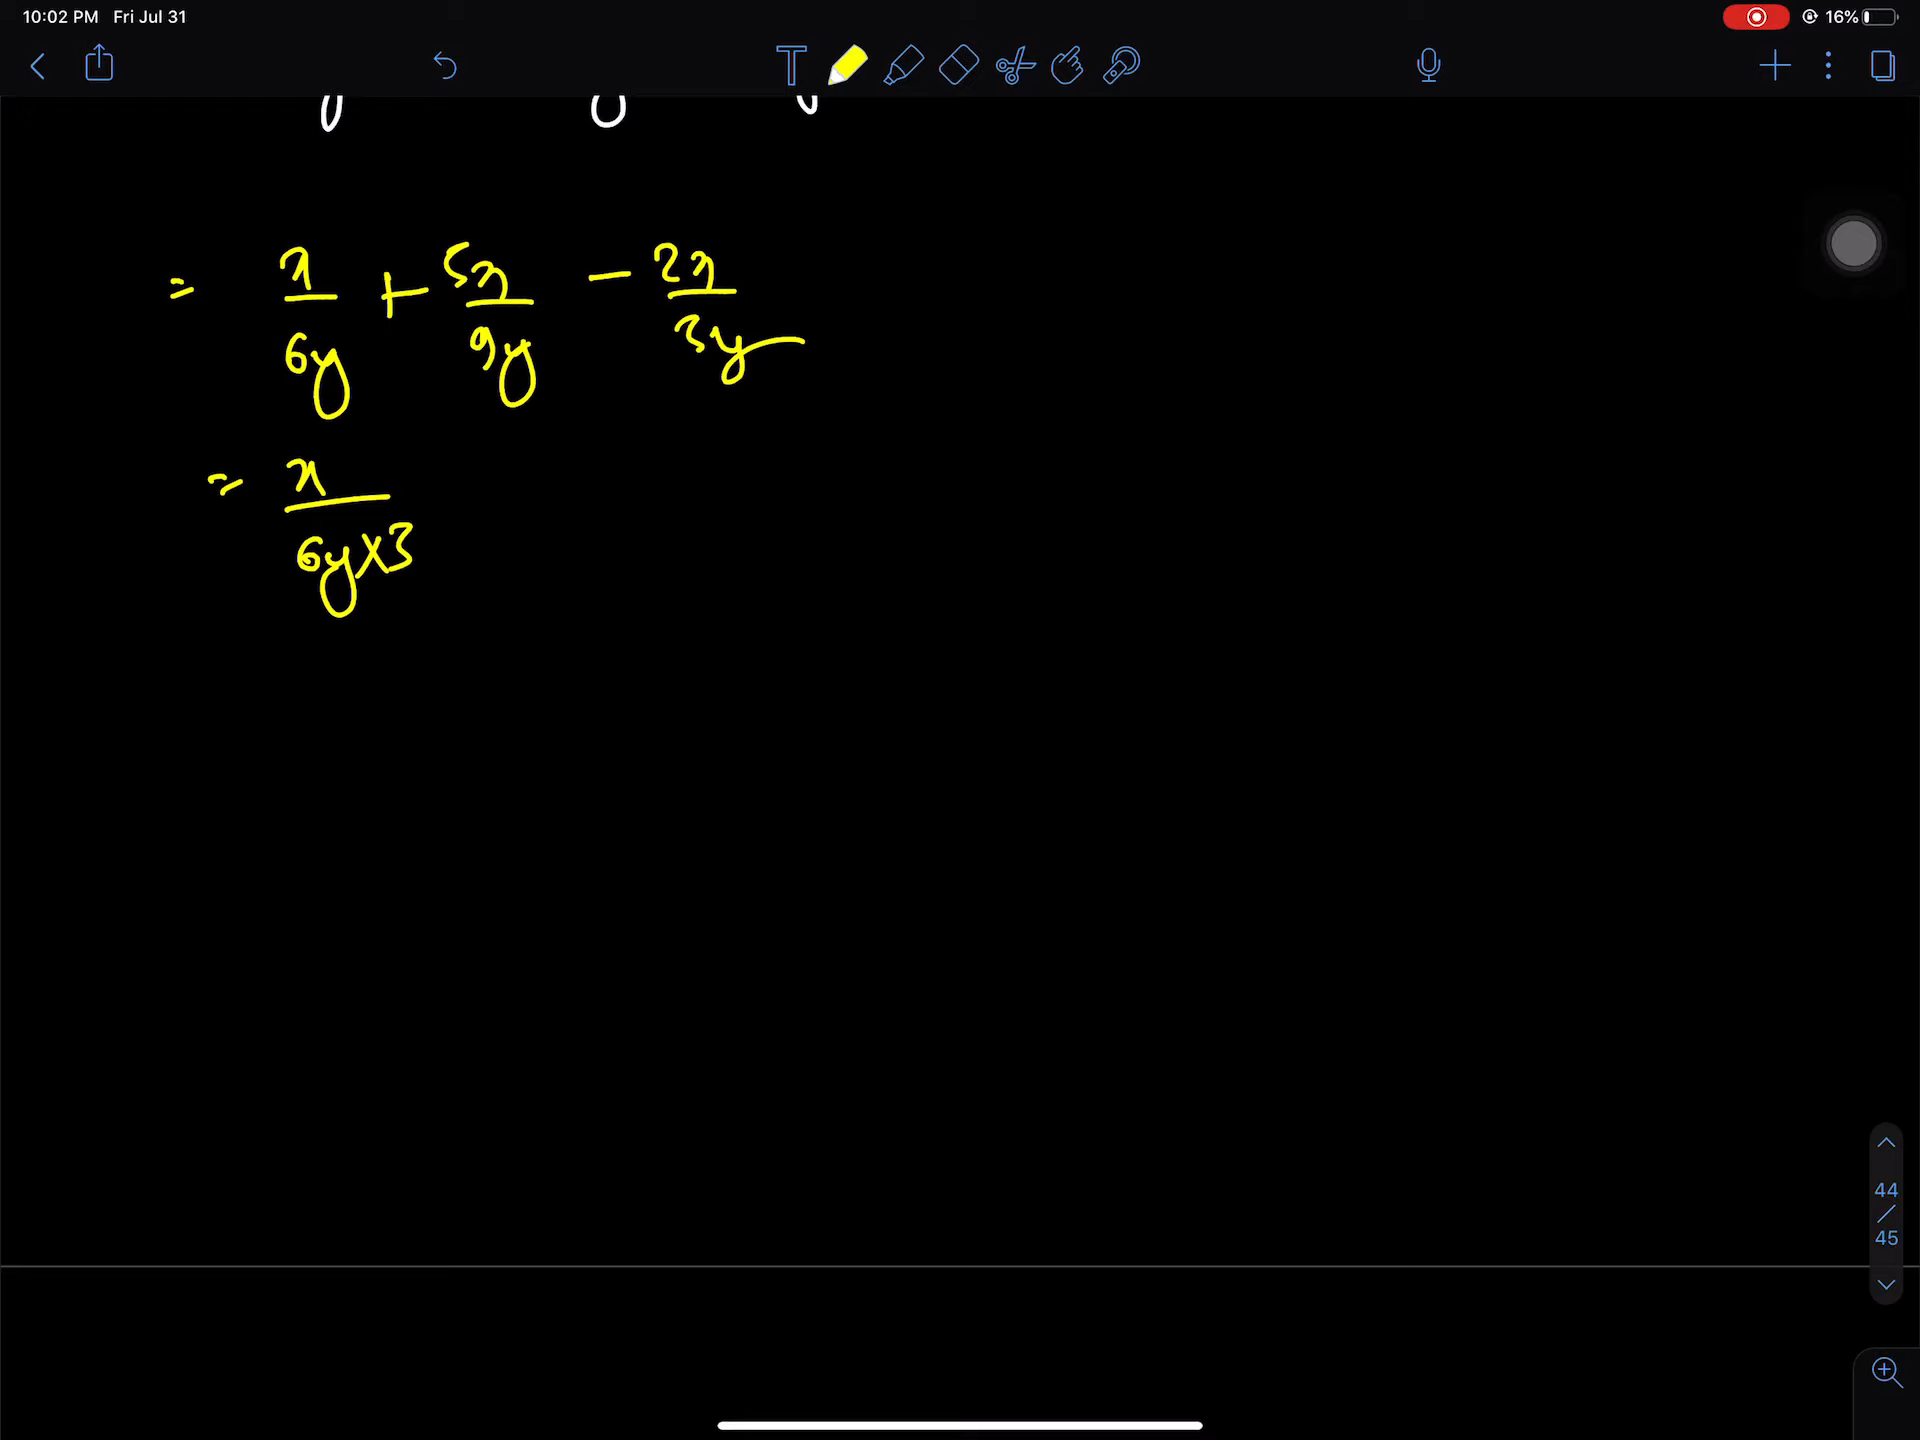 10:02 PM Fri Jul 31
16%
T
= x/6y + 5x/9y - 2x/3y
= x/6y×3
44
/
45